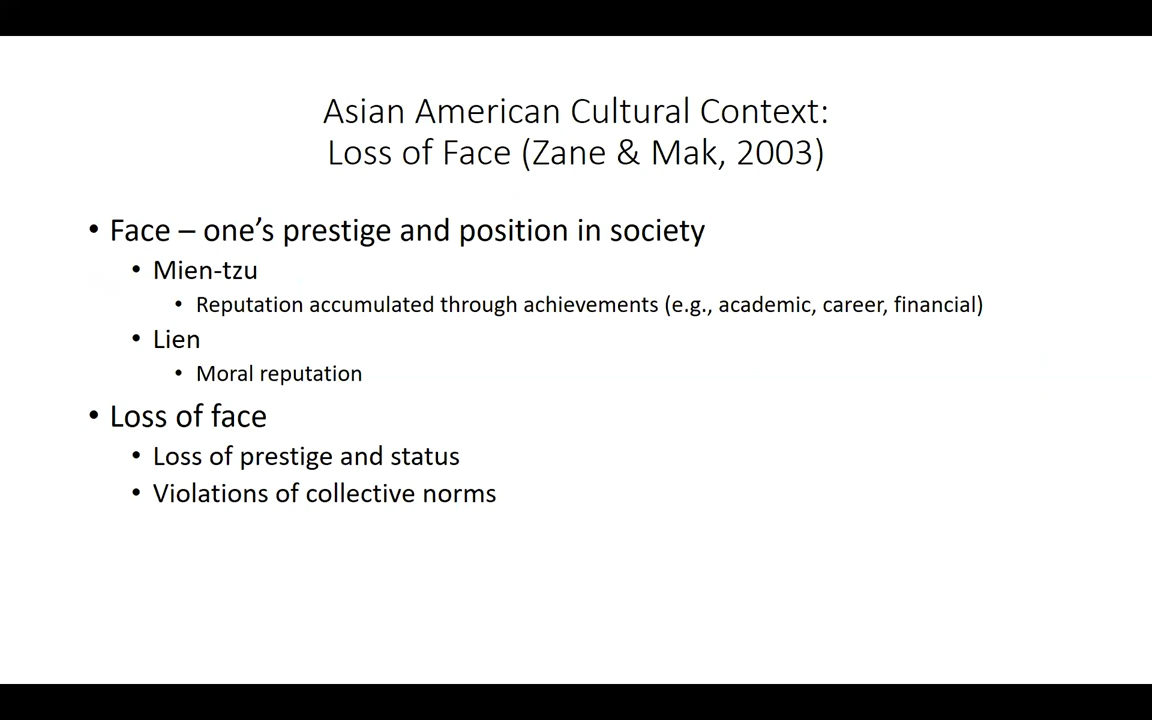 Asian American Cultural Context:
Loss of Face (Zane & Mak, 2003)
• Face – one’s prestige and position in society
• Mien-tzu
• Reputation accumulated through achievements (e.g., academic, career, financial)
• Lien
• Moral reputation
• Loss of face
• Loss of prestige and status
• Violations of collective norms